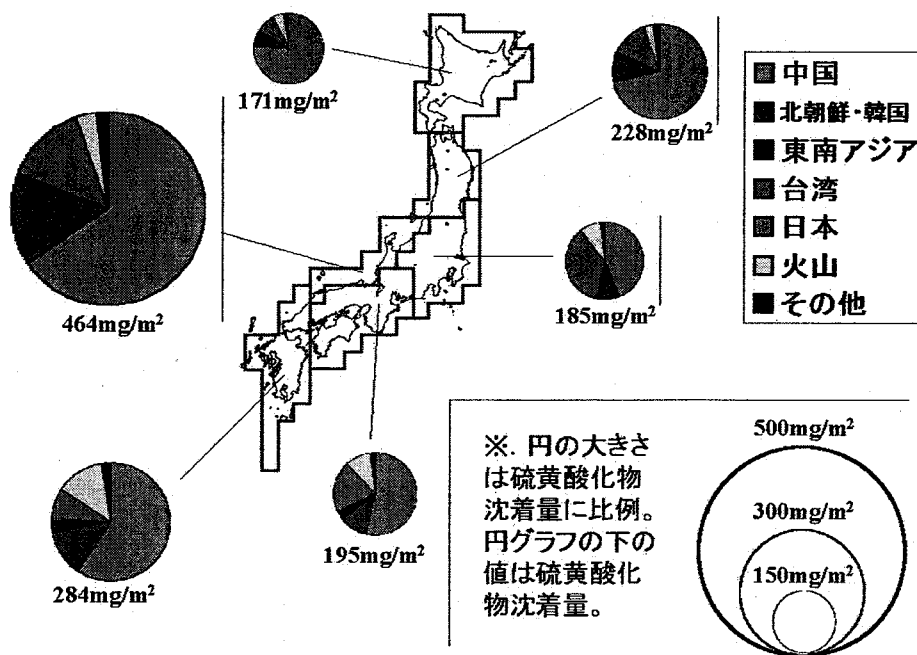 171mg/m²
228mg/m²
464mg/m²
185mg/m²
284mg/m²
195mg/m²
中国
北朝鮮・韓国
東南アジア
台湾
日本
火山
その他
※. 円の大きさ
は硫黄酸化物
沈着量に比例。
円グラフの下の
値は硫黄酸化
物沈着量。
500mg/m²
300mg/m²
150mg/m²